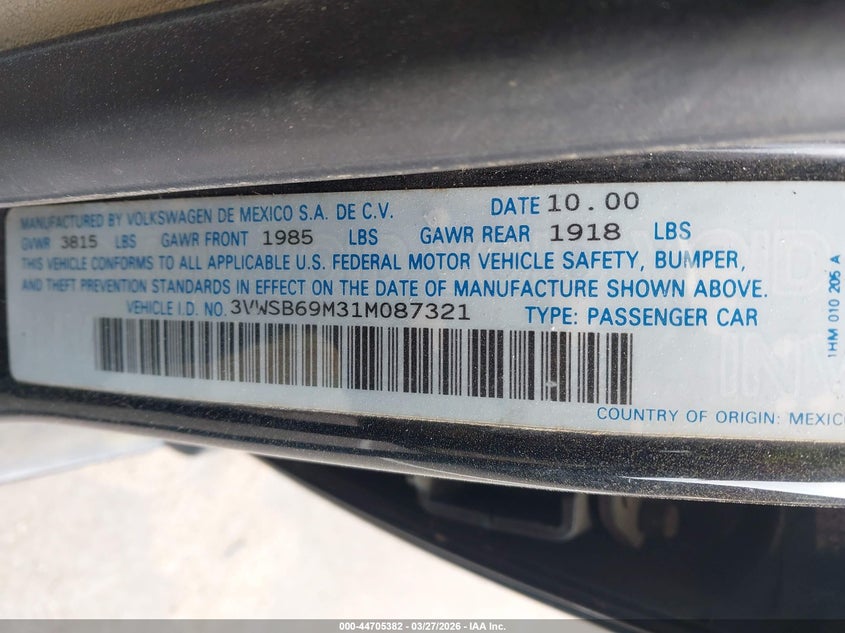 MANUFACTURED BY VOLKSWAGEN DE MEXICO S.A. DE C.V. DATE 10.00
GVWR 3815 LBS GAWR FRONT 1985 LBS GAWR REAR 1918 LBS
THIS VEHICLE CONFORMS TO ALL APPLICABLE U.S. FEDERAL MOTOR VEHICLE SAFETY, BUMPER,
AND THEFT PREVENTION STANDARDS IN EFFECT ON THE DATE OF MANUFACTURE SHOWN ABOVE.
VEHICLE I.D. NO. 3VWSB69M31M087321 TYPE: PASSENGER CAR
COUNTRY OF ORIGIN: MEXICO
1HM 010 205 A
000-44705382 - 03/27/2026 - IAA Inc.